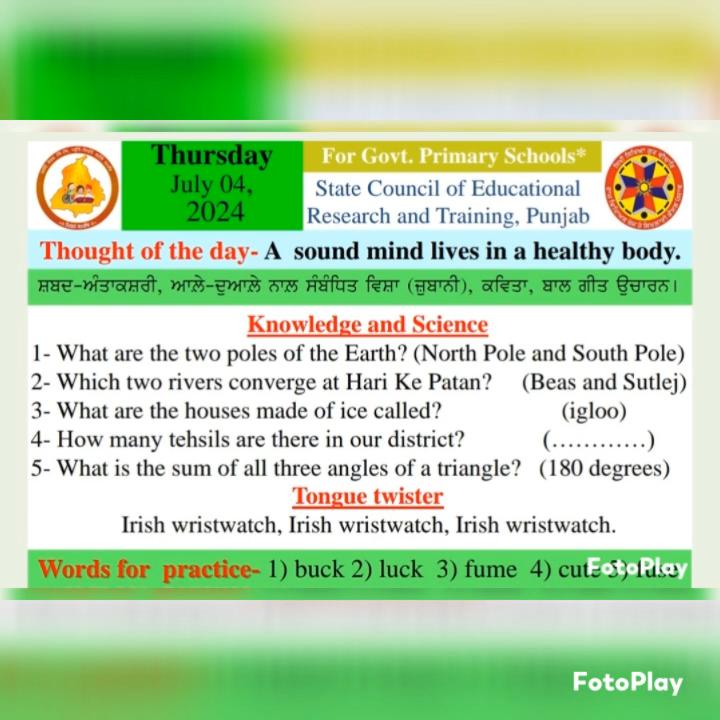 Thursday
July 04,
2024
For Govt. Primary Schools*
State Council of Educational
Research and Training, Punjab
Thought of the day- A sound mind lives in a healthy body.
ਸ਼ਬਦ-ਅੰਤਾਕਸ਼ਰੀ, ਆਲ਼ੇ-ਦੁਆਲ਼ੇ ਨਾਲ਼ ਸੰਬੰਧਿਤ ਵਿਸ਼ਾ (ਜ਼ੁਬਾਨੀ), ਕਵਿਤਾ, ਬਾਲ ਗੀਤ ਉਚਾਰਨ।
Knowledge and Science
1- What are the two poles of the Earth? (North Pole and South Pole)
2- Which two rivers converge at Hari Ke Patan? (Beas and Sutlej)
3- What are the houses made of ice called? (igloo)
4- How many tehsils are there in our district? (............)
5- What is the sum of all three angles of a triangle? (180 degrees)
Tongue twister
Irish wristwatch, Irish wristwatch, Irish wristwatch.
Words for practice- 1) buck 2) luck 3) fume 4) cute 5)
FotoPlay
FotoPlay